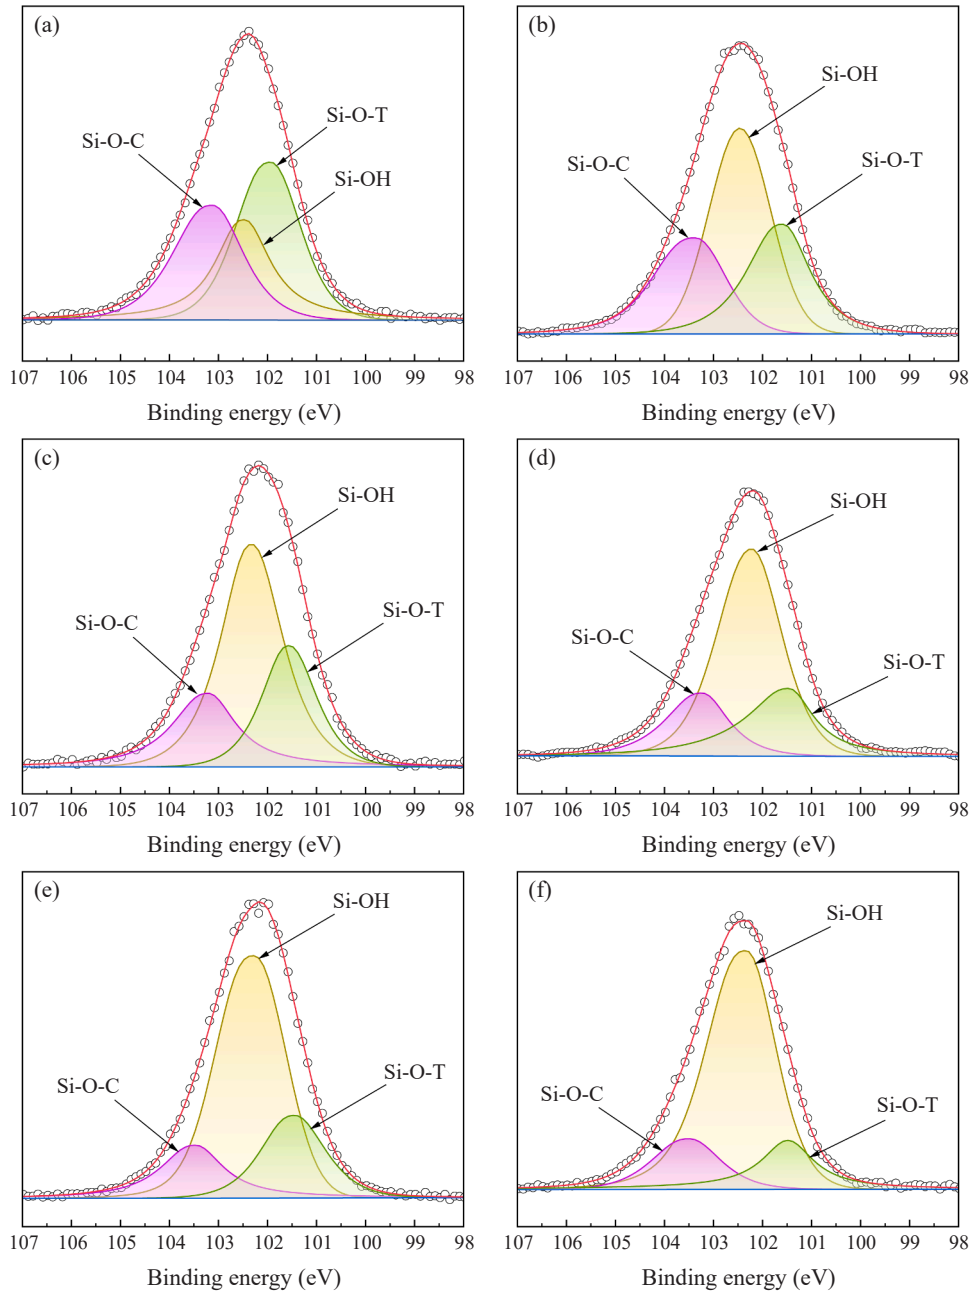 (a)
Si-O-T
Si-O-C
Si-OH
107 106 105 104 103 102 101 100 99 98
Binding energy (eV)
(b)
Si-OH
Si-O-C
Si-O-T
107 106 105 104 103 102 101 100 99 98
Binding energy (eV)
(c)
Si-OH
Si-O-C
Si-O-T
107 106 105 104 103 102 101 100 99 98
Binding energy (eV)
(d)
Si-OH
Si-O-C
Si-O-T
107 106 105 104 103 102 101 100 99 98
Binding energy (eV)
(e)
Si-OH
Si-O-C
Si-O-T
107 106 105 104 103 102 101 100 99 98
Binding energy (eV)
(f)
Si-OH
Si-O-C
Si-O-T
107 106 105 104 103 102 101 100 99 98
Binding energy (eV)